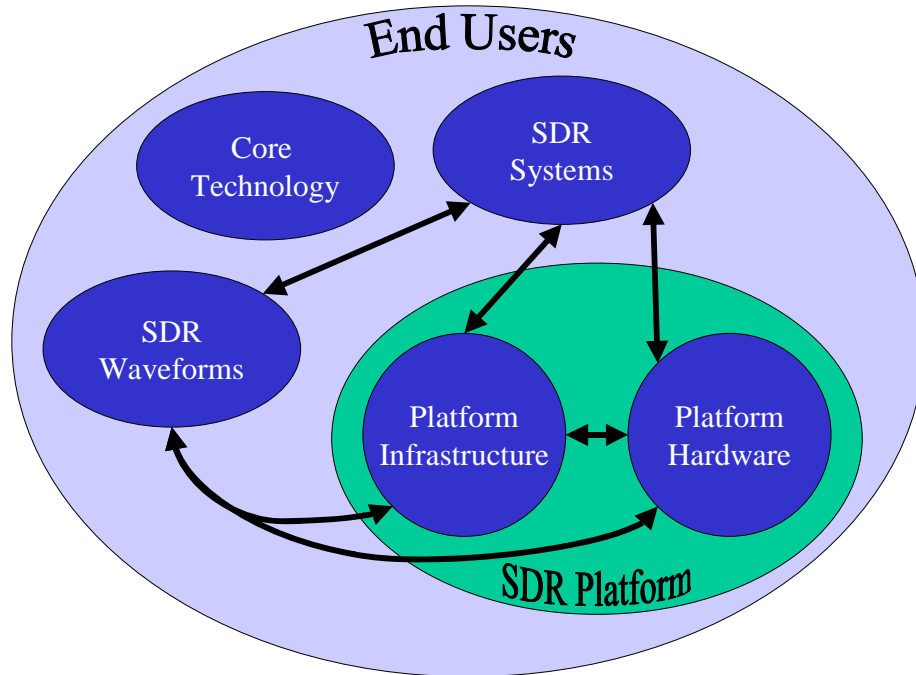 End Users
Core
Technology
SDR
Systems
SDR
Waveforms
Platform
Infrastructure
Platform
Hardware
SDR Platform